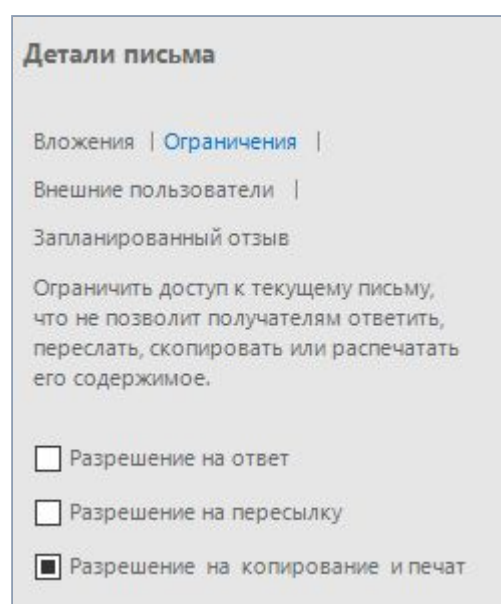 Детали письма
Вложения | Ограничения |
Внешние пользователи |
Запланированный отзыв
Ограничить доступ к текущему письму,
что не позволит получателям ответить,
переслать, скопировать или распечатать
его содержимое.
Разрешение на ответ
Разрешение на пересылку
Разрешение на копирование и печат